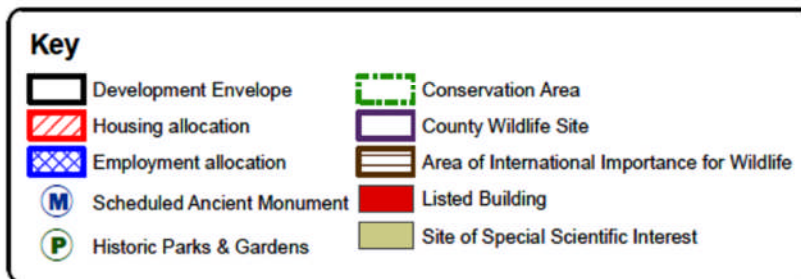 Key
Development Envelope
Housing allocation
Employment allocation
M Scheduled Ancient Monument
P Historic Parks & Gardens
Conservation Area
County Wildlife Site
Area of International Importance for Wildlife
Listed Building
Site of Special Scientific Interest